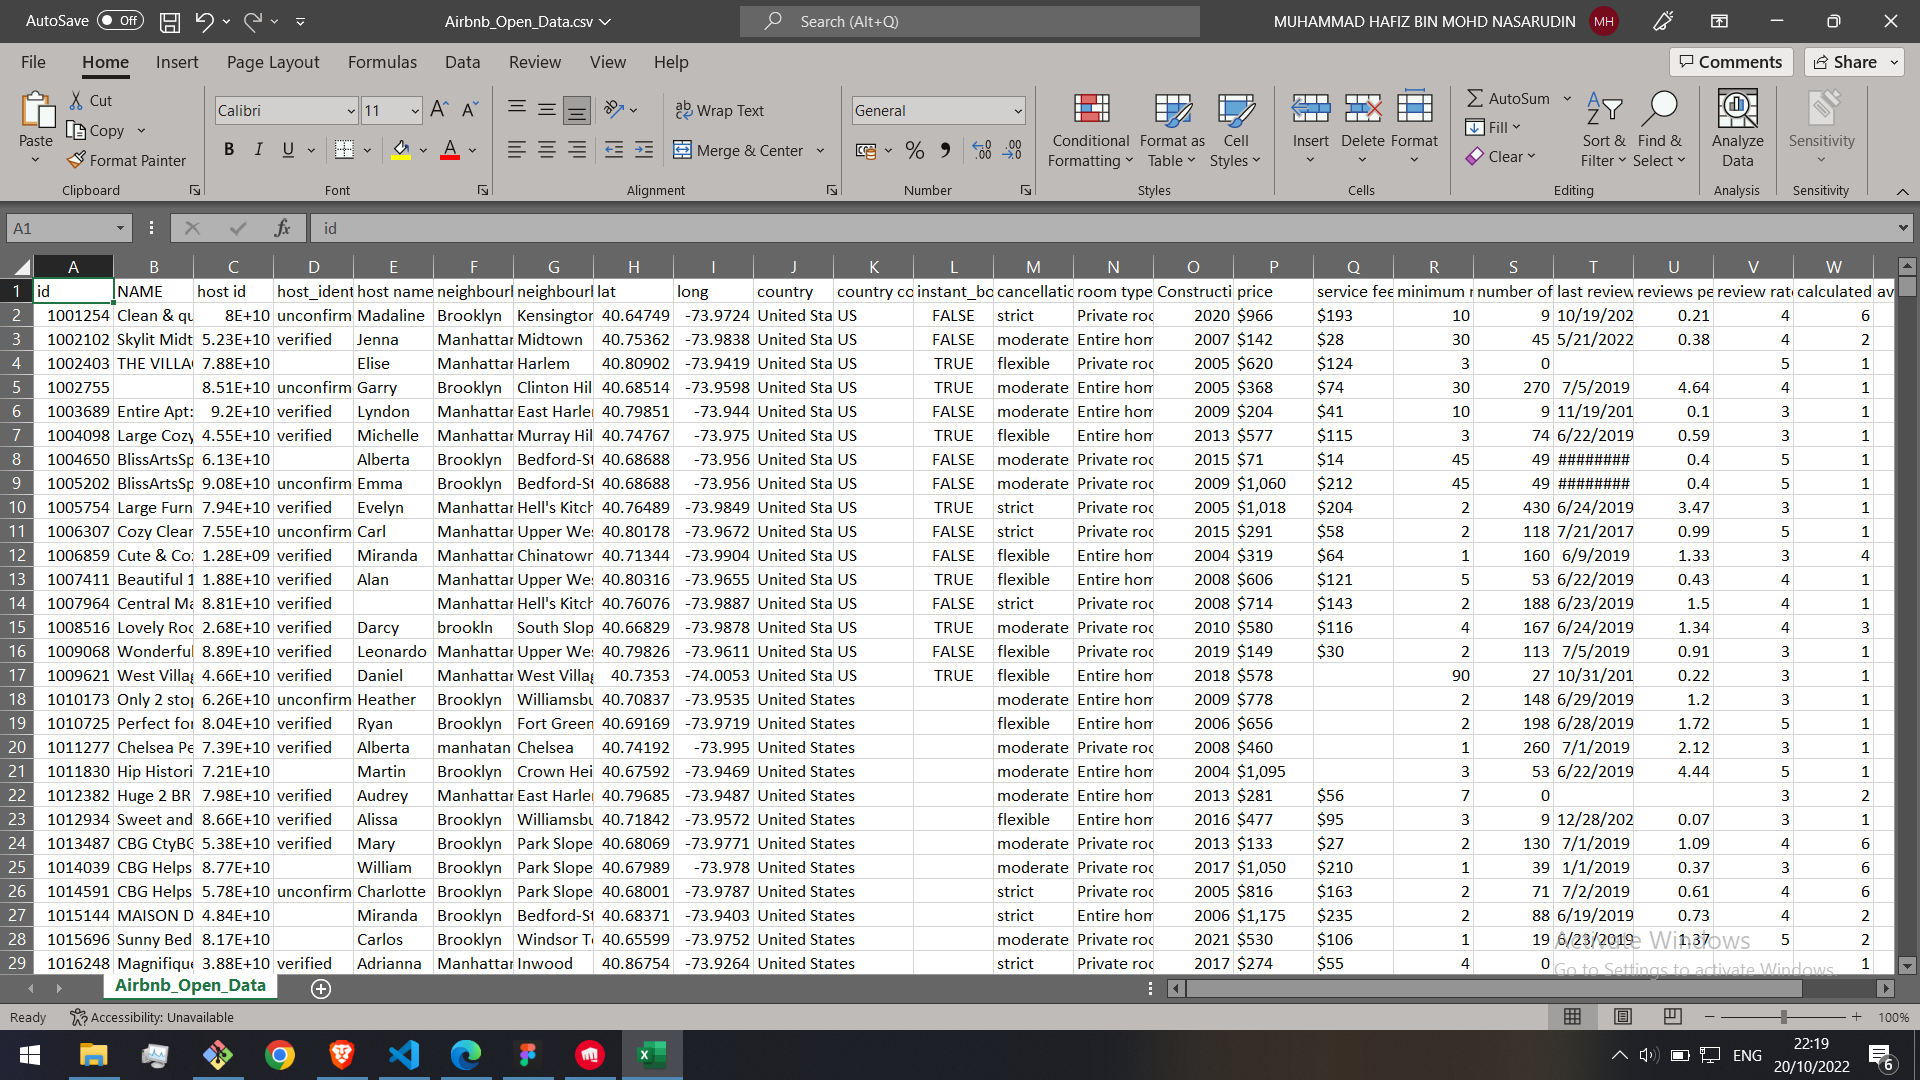 AutoSave Off Airbnb_Open_Data.csv Search (Alt+Q) MUHAMMAD HAFIZ BIN MOHD NASARUDIN MH
File Home Insert Page Layout Formulas Data Review View Help Comments Share
Paste Cut Copy Format Painter Clipboard
Calibri 11 B I U Font
Wrap Text Merge & Center Alignment
General Number
Conditional Formatting Format as Table Cell Styles Styles
Insert Delete Format Cells
AutoSum Fill Clear Sort & Filter Find & Select Editing
Analyze Data Analysis
Sensitivity Sensitivity
A1 fx id
A B C D E F G H I J K L M N O P Q R S T U V W
1 id NAME host id host_ident host name neighbourl neighbourl lat long country country co instant_bo cancellatic room type Constructi price service fee minimum r number of last review reviews pe review rat calculated av
2 1001254 Clean & qu 8E+10 unconfirm Madaline Brooklyn Kensington 40.64749 -73.9724 United Sta US FALSE strict Private roc 2020 $966 $193 10 9 10/19/202 0.21 4 6
3 1002102 Skylit Midt 5.23E+10 verified Jenna Manhattar Midtown 40.75362 -73.9838 United Sta US FALSE moderate Entire hom 2007 $142 $28 30 45 5/21/2022 0.38 4 2
4 1002403 THE VILLA 7.88E+10 Elise Manhattar Harlem 40.80902 -73.9419 United Sta US TRUE flexible Private roc 2005 $620 $124 3 0 5 1
5 1002755 8.51E+10 unconfirm Garry Brooklyn Clinton Hil 40.68514 -73.9598 United Sta US TRUE moderate Entire hom 2005 $368 $74 30 270 7/5/2019 4.64 4 1
6 1003689 Entire Apt: 9.2E+10 verified Lyndon Manhattar East Harler 40.79851 -73.944 United Sta US FALSE moderate Entire hom 2009 $204 $41 10 9 11/19/201 0.1 3 1
7 1004098 Large Cozy 4.55E+10 verified Michelle Manhattar Murray Hil 40.74767 -73.975 United Sta US TRUE flexible Entire hom 2013 $577 $115 3 74 6/22/2019 0.59 3 1
8 1004650 BlissArtsSp 6.13E+10 Alberta Brooklyn Bedford-St 40.68688 -73.956 United Sta US FALSE moderate Private roc 2015 $71 $14 45 49 ######## 0.4 5 1
9 1005202 BlissArtsSp 9.08E+10 unconfirm Emma Brooklyn Bedford-St 40.68688 -73.956 United Sta US FALSE moderate Private roc 2009 $1,060 $212 45 49 ######## 0.4 5 1
10 1005754 Large Furn 7.94E+10 verified Evelyn Manhattar Hell's Kitch 40.76489 -73.9849 United Sta US TRUE strict Private roc 2005 $1,018 $204 2 430 6/24/2019 3.47 3 1
11 1006307 Cozy Clear 7.55E+10 unconfirm Carl Manhattar Upper Wes 40.80178 -73.9672 United Sta US FALSE strict Private roc 2015 $291 $58 2 118 7/21/2017 0.99 5 1
12 1006859 Cute & Co: 1.28E+09 verified Miranda Manhattar Chinatown 40.71344 -73.9904 United Sta US FALSE flexible Entire hom 2004 $319 $64 1 160 6/9/2019 1.33 3 4
13 1007411 Beautiful 1 1.88E+10 verified Alan Manhattar Upper Wes 40.80316 -73.9655 United Sta US TRUE flexible Entire hom 2008 $606 $121 5 53 6/22/2019 0.43 4 1
14 1007964 Central Ma 8.81E+10 verified Manhattar Hell's Kitch 40.76076 -73.9887 United Sta US FALSE strict Private roc 2008 $714 $143 2 188 6/23/2019 1.5 4 1
15 1008516 Lovely Roc 2.68E+10 verified Darcy brookln South Slop 40.66829 -73.9878 United Sta US TRUE moderate Private roc 2010 $580 $116 4 167 6/24/2019 1.34 4 3
16 1009068 Wonderful 8.89E+10 verified Leonardo Manhattar Upper Wes 40.79826 -73.9611 United Sta US FALSE flexible Private roc 2019 $149 $30 2 113 7/5/2019 0.91 3 1
17 1009621 West Villag 4.66E+10 verified Daniel Manhattar West Villag 40.7353 -74.0053 United Sta US TRUE flexible Entire hom 2018 $578 90 27 10/31/201 0.22 3 1
18 1010173 Only 2 stop 6.26E+10 unconfirm Heather Brooklyn Williamsbu 40.70837 -73.9535 United States moderate Entire hom 2009 $778 2 148 6/29/2019 1.2 3 1
19 1010725 Perfect for 8.04E+10 verified Ryan Brooklyn Fort Green 40.69169 -73.9719 United States flexible Entire hom 2006 $656 2 198 6/28/2019 1.72 5 1
20 1011277 Chelsea Pe 7.39E+10 verified Alberta manhatan Chelsea 40.74192 -73.995 United States moderate Private roc 2008 $460 1 260 7/1/2019 2.12 3 1
21 1011830 Hip Histori 7.21E+10 Martin Brooklyn Crown Hei 40.67592 -73.9469 United States moderate Entire hom 2004 $1,095 3 53 6/22/2019 4.44 5 1
22 1012382 Huge 2 BR 7.98E+10 verified Audrey Manhattar East Harler 40.79685 -73.9487 United States moderate Entire hom 2013 $281 $56 7 0 3 2
23 1012934 Sweet and 8.66E+10 verified Alissa Brooklyn Williamsbu 40.71842 -73.9572 United States flexible Entire hom 2016 $477 $95 3 9 12/28/202 0.07 3 1
24 1013487 CBG CtyBG 5.38E+10 verified Mary Brooklyn Park Slope 40.68069 -73.9771 United States moderate Private roc 2013 $133 $27 2 130 7/1/2019 1.09 4 6
25 1014039 CBG Helps 8.77E+10 William Brooklyn Park Slope 40.67989 -73.978 United States moderate Private roc 2017 $1,050 $210 1 39 1/1/2019 0.37 3 6
26 1014591 CBG Helps 5.78E+10 unconfirm Charlotte Brooklyn Park Slope 40.68001 -73.9787 United States strict Private roc 2005 $816 $163 2 71 7/2/2019 0.61 4 6
27 1015144 MAISON D 4.84E+10 Miranda Brooklyn Bedford-St 40.68371 -73.9403 United States strict Entire hom 2006 $1,175 $235 2 88 6/19/2019 0.73 4 2
28 1015696 Sunny Bed 8.17E+10 Carlos Brooklyn Windsor T 40.65599 -73.9752 United States moderate Private roc 2021 $530 $106 1 19 6/23/2019 1.37 5 2
29 1016248 Magnifique 3.88E+10 verified Adrianna Manhattar Inwood 40.86754 -73.9264 United States strict Private roc 2017 $274 $55 4 0 1
Activate Windows
Go to Settings to activate Windows.
Airbnb_Open_Data
Ready Accessibility: Unavailable 100%
ENG 22:19 20/10/2022 6